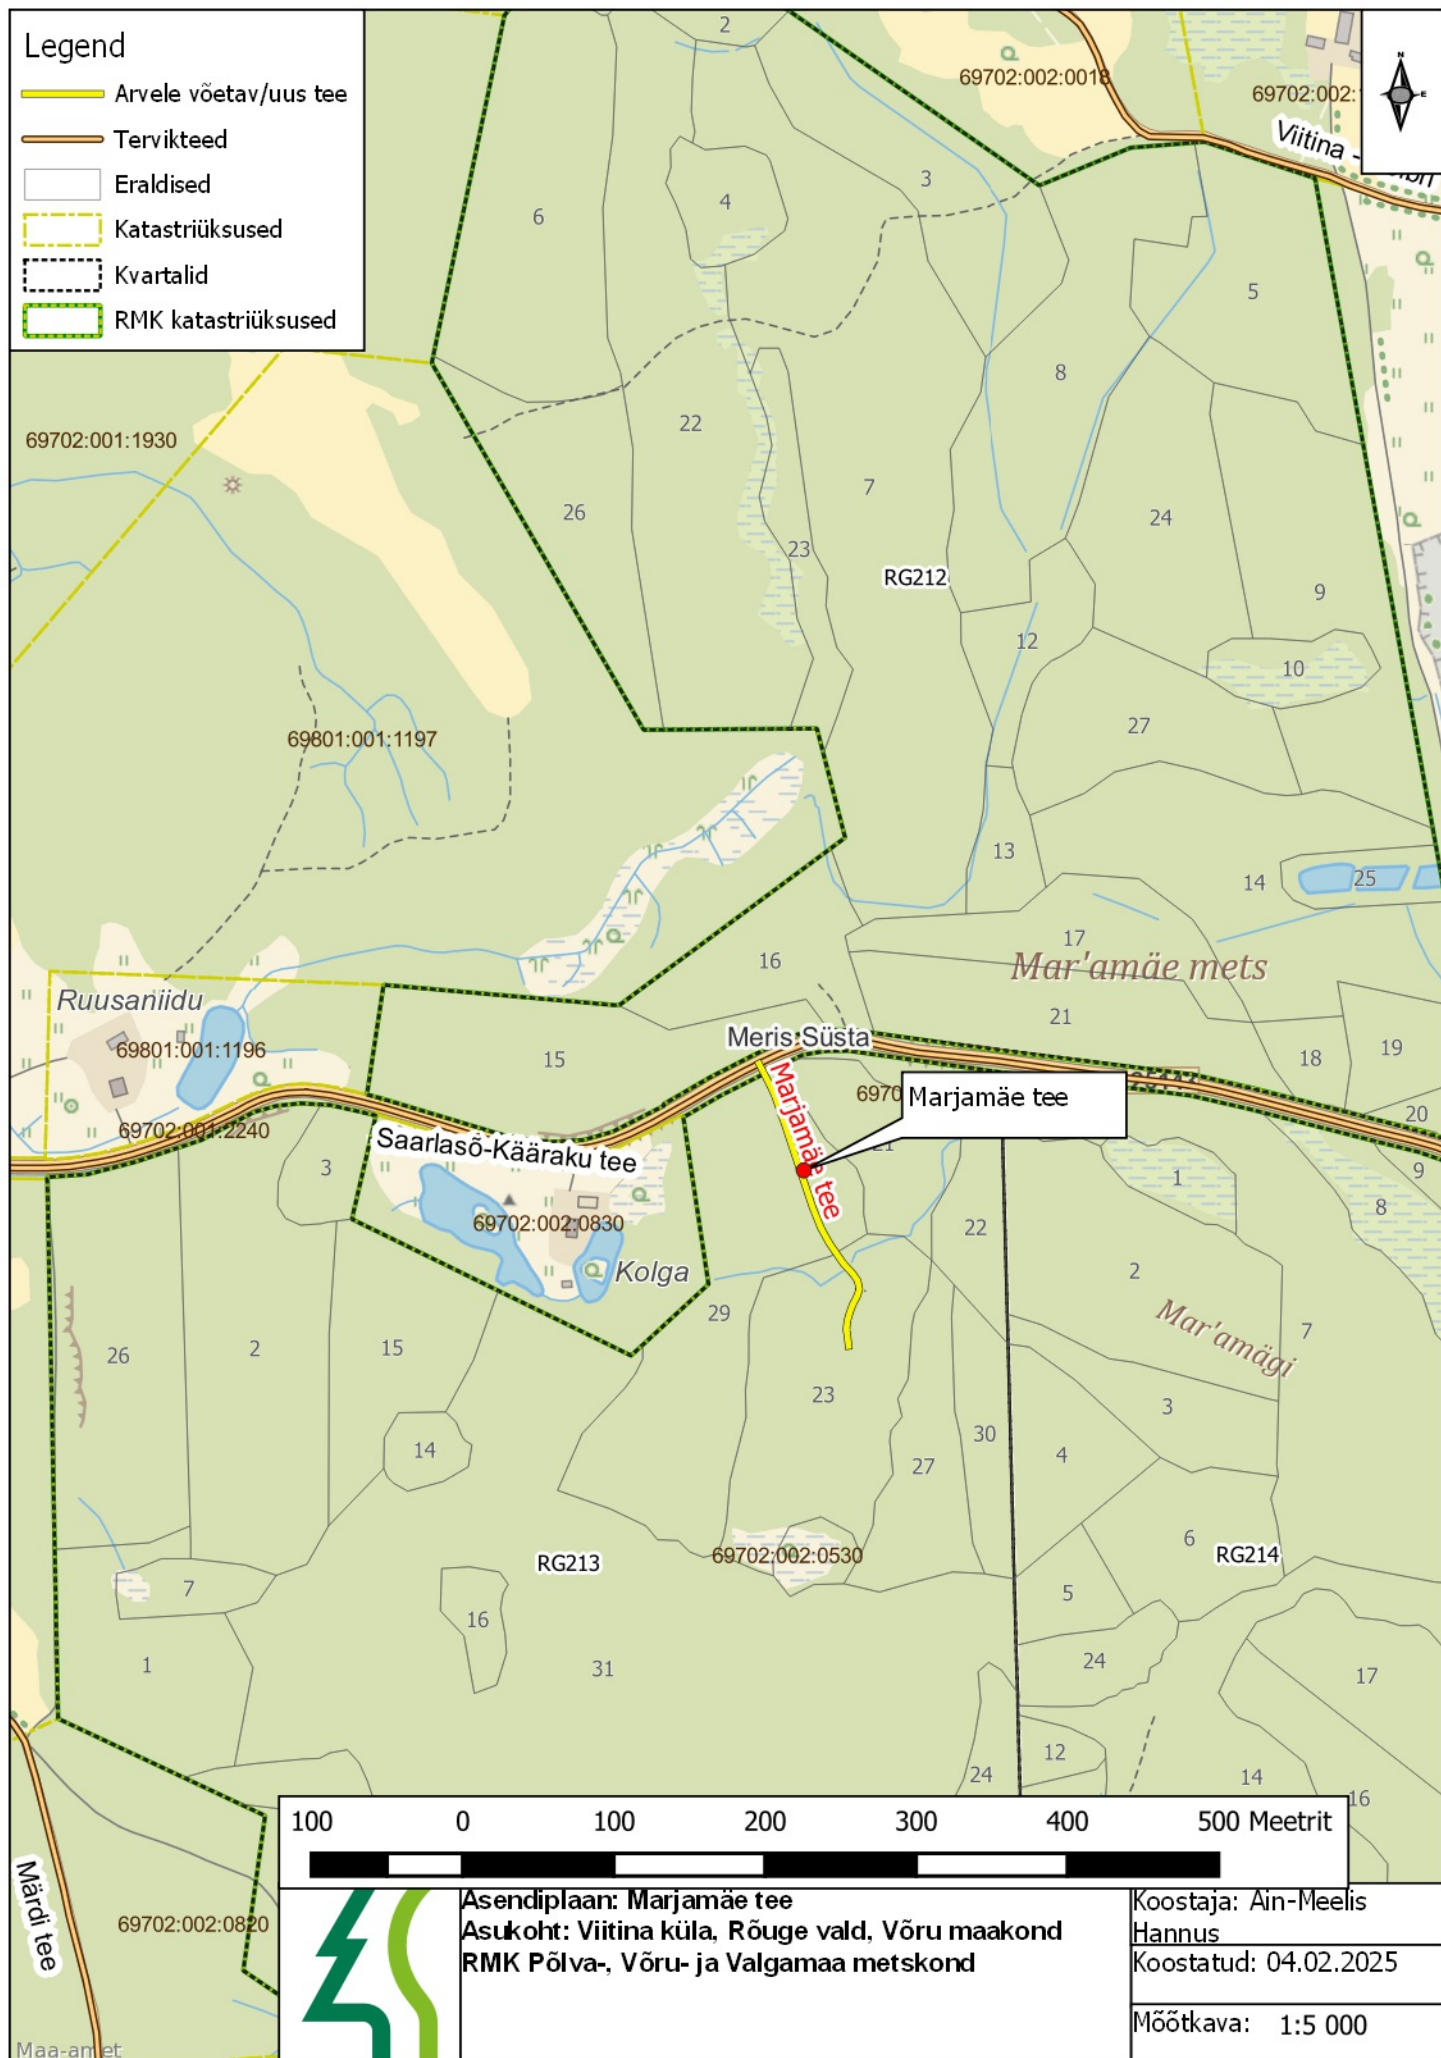 Legend
Arvele võetav/uus tee
Tervikteed
Eraldised
Katastriüksused
Kvartalid
RMK katastriüksused
2
69702:002:0018
69702:002:
N
E
Viitina -
3
4
6
5
8
22
69702:001:1930
7
26
24
23
RG212
9
12
10
27
69801:001:1197
13
14
25
17
16
Mar'amäe mets
Ruusaniidu
21
Meris Süsta
69801:001:1196
15
18
19
6970
Marjamäe tee
20
69702:001:2240
Saarlasõ-Kääraku tee
Marjamäe tee
21
3
1
9
8
69702:002:0830
22
Kolga
2
29
Mar'amägi
7
26
2
15
23
3
14
30
4
27
6
RG213
69702:002:0530
RG214
7
5
16
1
31
24
17
12
24
14
16
100 0 100 200 300 400 500 Meetrit
Märdi tee
69702:002:0820
Asendiplaan: Marjamäe tee
Asukoht: Viitina küla, Rõuge vald, Võru maakond
RMK Põlva-, Võru- ja Valgamaa metskond
Koostaja: Ain-Meelis
Hannus
Koostatud: 04.02.2025
Mõõtkava: 1:5 000
Maa-amet